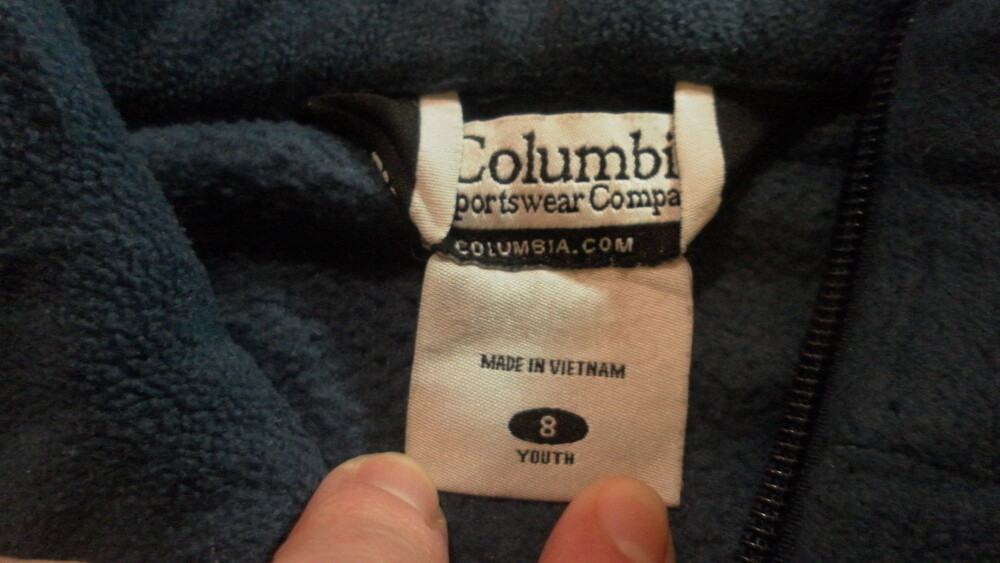 Columbi
portswear Compa
COLUMBIA.COM
MADE IN VIETNAM
8
YOUTH